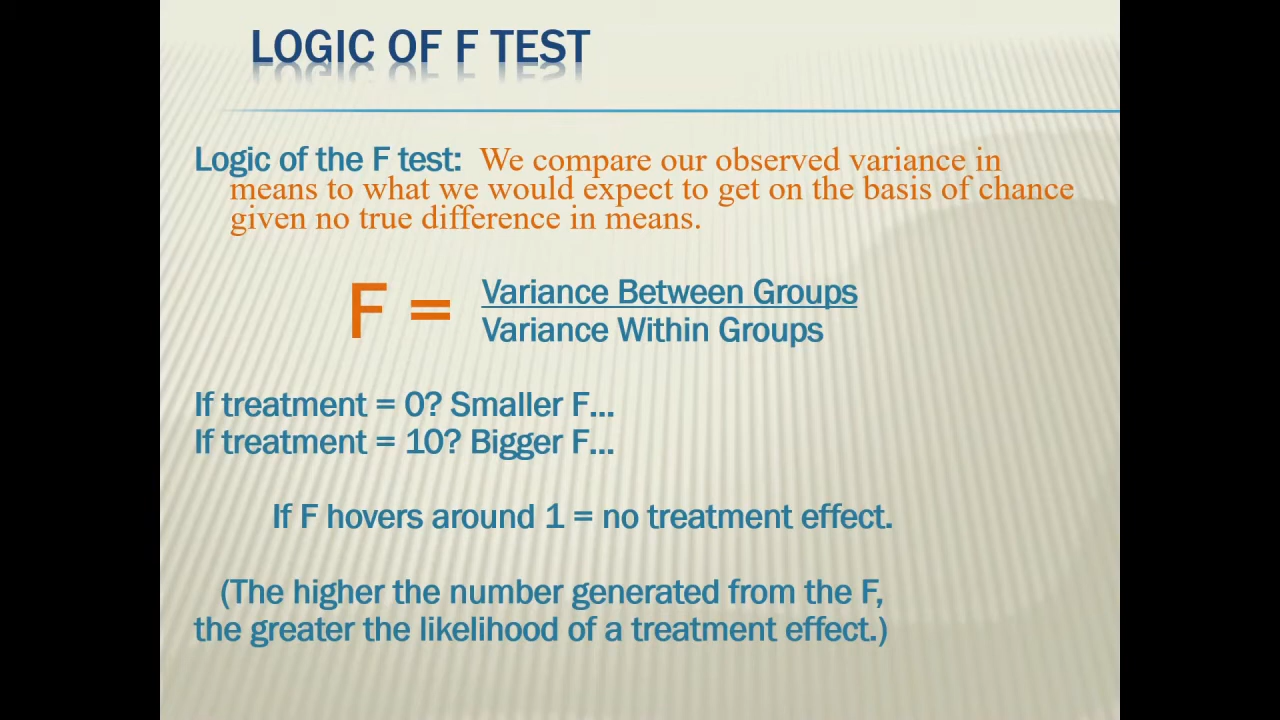 LOGIC OF F TEST
Logic of the F test: We compare our observed variance in
means to what we would expect to get on the basis of chance
given no true difference in means.
F = Variance Between Groups
Variance Within Groups
If treatment = 0? Smaller F...
If treatment = 10? Bigger F...
If F hovers around 1 = no treatment effect.
(The higher the number generated from the F,
the greater the likelihood of a treatment effect.)